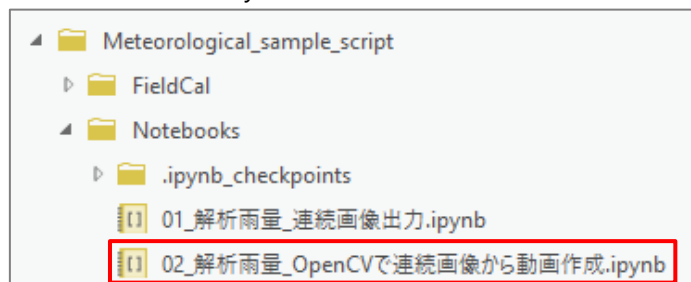 Meteorological_sample_script
FieldCal
Notebooks
.ipynb_checkpoints
01_解析雨量_連続画像出力.ipynb
02_解析雨量_OpenCVで連続画像から動画作成.ipynb